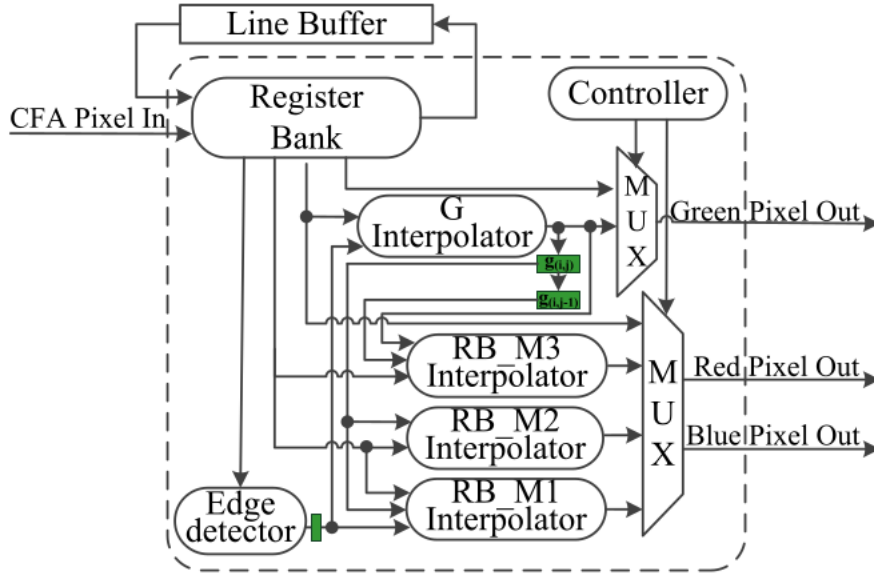 Line Buffer
Register
Bank
Controller
CFA Pixel In
G
Interpolator
M
U
X
Green Pixel Out
g(i,j)
g(i,j-1)
RB_M3
Interpolator
RB_M2
Interpolator
RB_M1
Interpolator
M
U
X
Red Pixel Out
Blue Pixel Out
Edge
detector